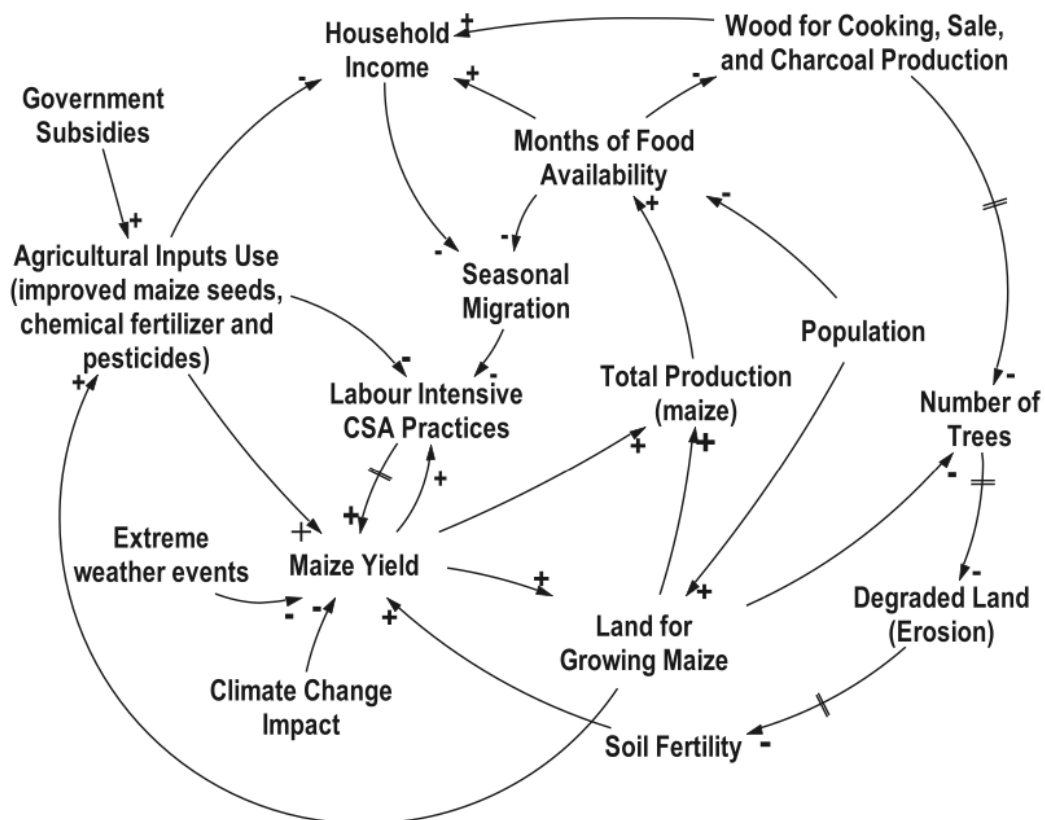 Household
Income
Wood for Cooking, Sale,
and Charcoal Production
Government
Subsidies
Months of Food
Availability
Agricultural Inputs Use
(improved maize seeds,
chemical fertilizer and
pesticides)
Seasonal
Migration
Population
Labour Intensive
CSA Practices
Total Production
(maize)
Number of
Trees
Extreme
weather events
Maize Yield
Degraded Land
(Erosion)
Land for
Growing Maize
Climate Change
Impact
Soil Fertility